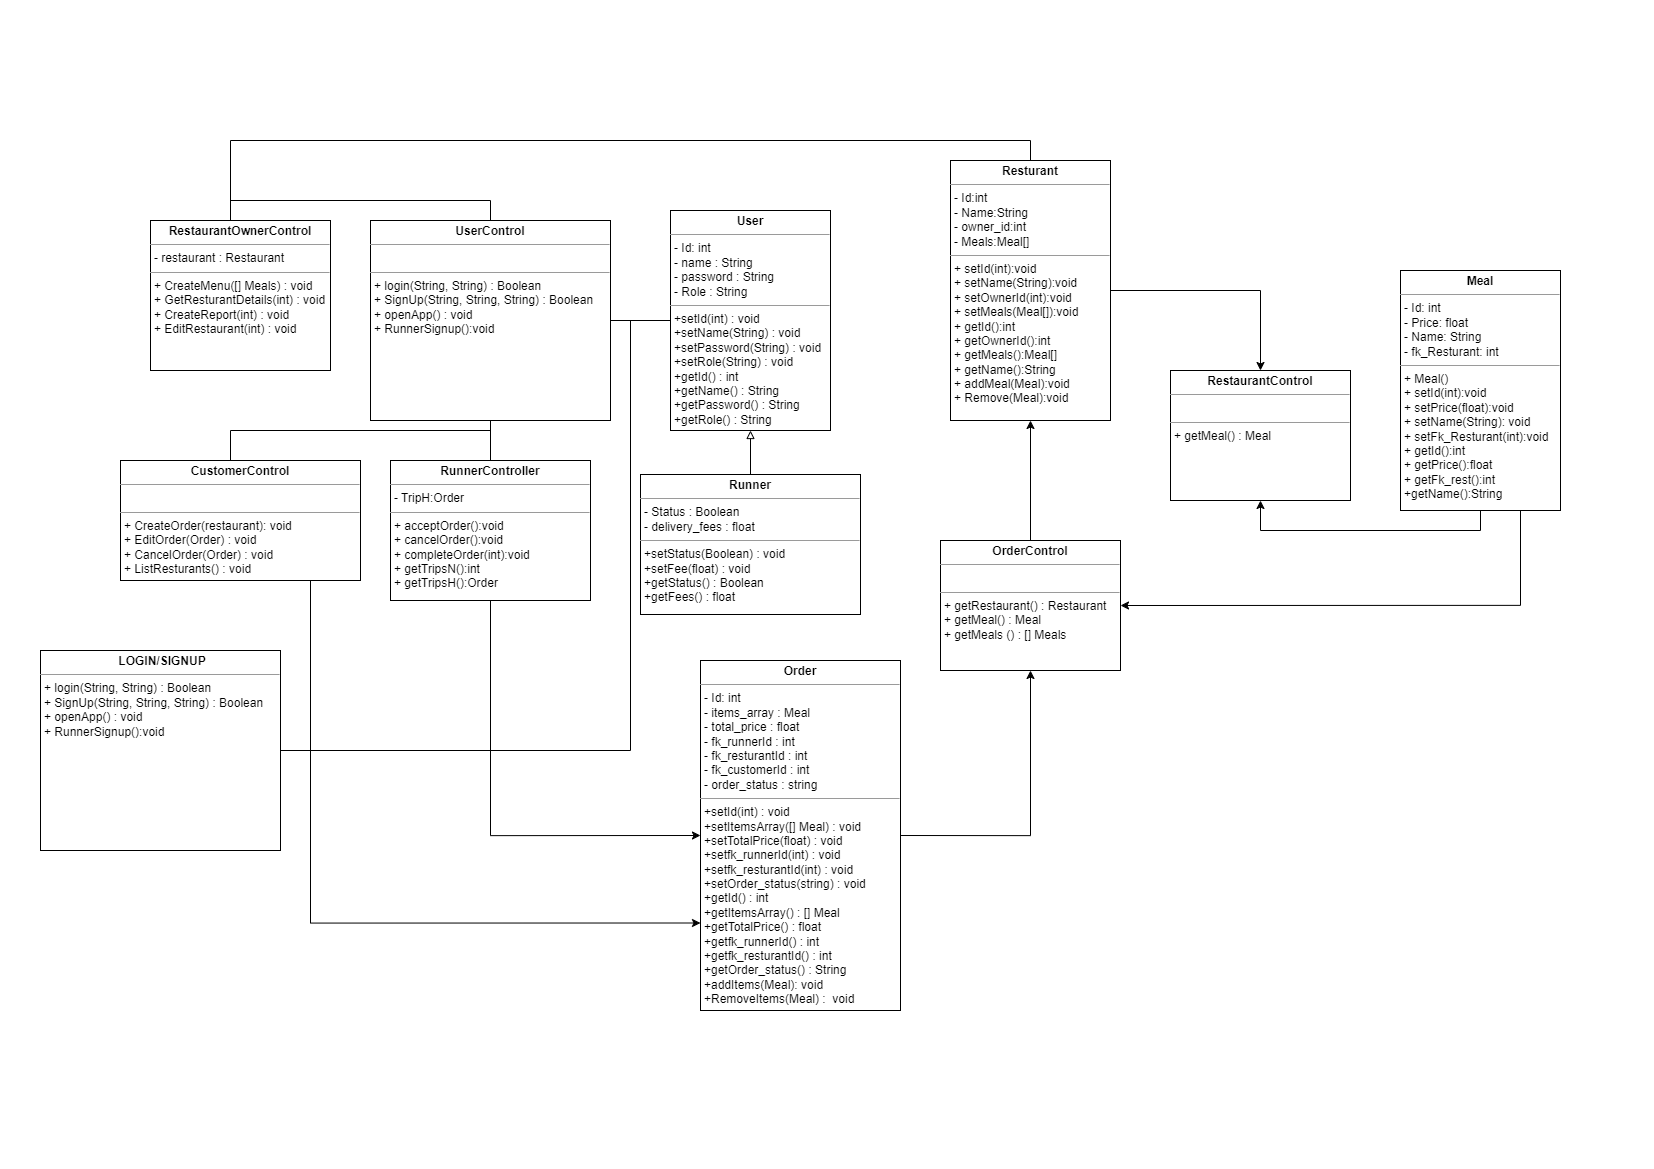 Resturant
- Id:int
- Name:String
- owner_id:int
- Meals:Meal[]
+ setId(int):void
+ setName(String):void
+ setOwnerId(int):void
+ setMeals(Meal[]):void
+ getId():int
+ getOwnerId():int
+ getMeals():Meal[]
+ getName():String
+ addMeal(Meal):void
+ Remove(Meal):void
RestaurantOwnerControl
- restaurant : Restaurant
+ CreateMenu([] Meals) : void
+ GetResturantDetails(int) : void
+ CreateReport(int) : void
+ EditRestaurant(int) : void
UserControl
+ login(String, String) : Boolean
+ SignUp(String, String, String) : Boolean
+ openApp() : void
+ RunnerSignup():void
User
- Id: int
- name : String
- password : String
- Role : String
+setId(int) : void
+setName(String) : void
+setPassword(String) : void
+setRole(String) : void
+getId() : int
+getName() : String
+getPassword() : String
+getRole() : String
Meal
- Id: int
- Price: float
- Name: String
- fk_Resturant: int
+ Meal()
+ setId(int):void
+ setPrice(float):void
+ setName(String): void
+ setFk_Resturant(int):void
+ getId():int
+ getPrice():float
+ getFk_rest():int
+getName():String
RestaurantControl
+ getMeal() : Meal
CustomerControl
+ CreateOrder(restaurant): void
+ EditOrder(Order) : void
+ CancelOrder(Order) : void
+ ListResturants() : void
RunnerController
- TripH:Order
+ acceptOrder():void
+ cancelOrder():void
+ completeOrder(int):void
+ getTripsN():int
+ getTripsH():Order
Runner
- Status : Boolean
- delivery_fees : float
+setStatus(Boolean) : void
+setFee(float) : void
+getStatus() : Boolean
+getFees() : float
OrderControl
+ getRestaurant() : Restaurant
+ getMeal() : Meal
+ getMeals () : [] Meals
LOGIN/SIGNUP
+ login(String, String) : Boolean
+ SignUp(String, String, String) : Boolean
+ openApp() : void
+ RunnerSignup():void
Order
- Id: int
- items_array : Meal
- total_price : float
- fk_runnerId : int
- fk_resturantId : int
- fk_customerId : int
- order_status : string
+setId(int) : void
+setItemsArray([] Meal) : void
+setTotalPrice(float) : void
+setfk_runnerId(int) : void
+setfk_resturantId(int) : void
+setOrder_status(string) : void
+getId() : int
+getItemsArray() : [] Meal
+getTotalPrice() : float
+getfk_runnerId() : int
+getfk_resturantId() : int
+getOrder_status() : String
+addItems(Meal): void
+RemoveItems(Meal) :  void